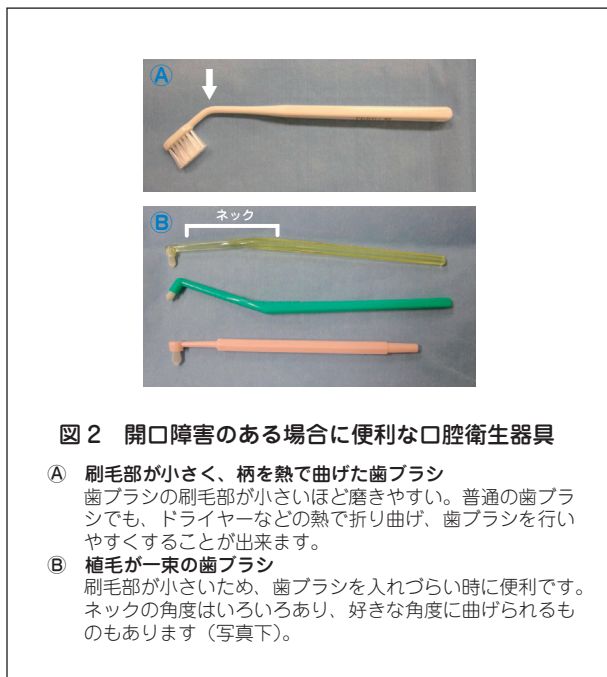 Ⓐ
Ⓑ
ネック
図2 開口障害のある場合に便利な口腔衛生器具
Ⓐ 刷毛部が小さく、柄を熱で曲げた歯ブラシ
歯ブラシの刷毛部が小さいほど磨きやすい。普通の歯ブラ
シでも、ドライヤーなどの熱で折り曲げ、歯ブラシを行い
やすくすることが出来ます。
Ⓑ 植毛が一束の歯ブラシ
刷毛部が小さいため、歯ブラシを入れづらい時に便利です。
ネックの角度はいろいろあり、好きな角度に曲げられるも
のもあります（写真下）。